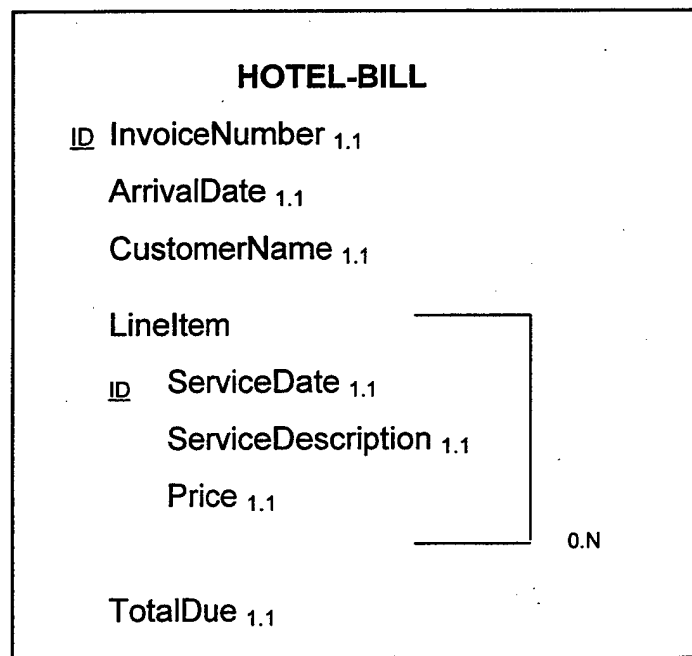 HOTEL-BILL
ID InvoiceNumber 1.1
ArrivalDate 1.1
CustomerName 1.1
LineItem
ID ServiceDate 1.1
ServiceDescription 1.1
Price 1.1
0.N
TotalDue 1.1